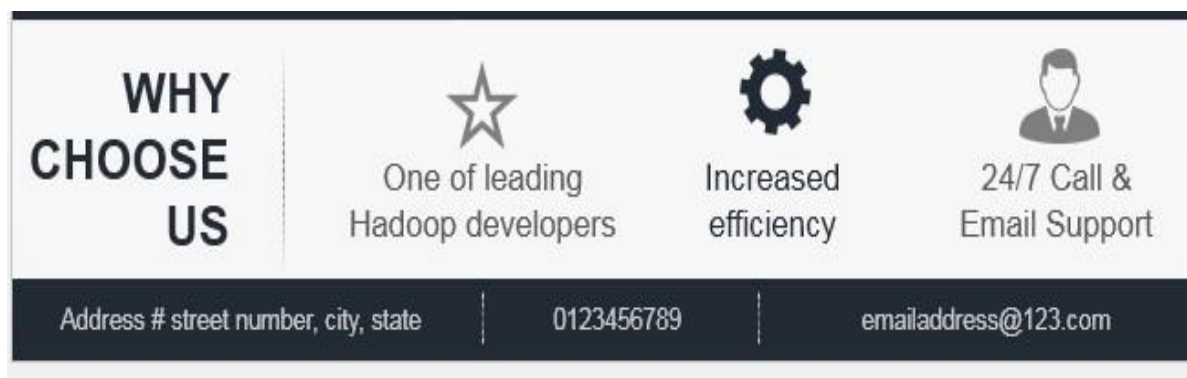 WHY
CHOOSE
US
One of leading
Hadoop developers
Increased
efficiency
24/7 Call &
Email Support
Address # street number, city, state
0123456789
emailaddress@123.com